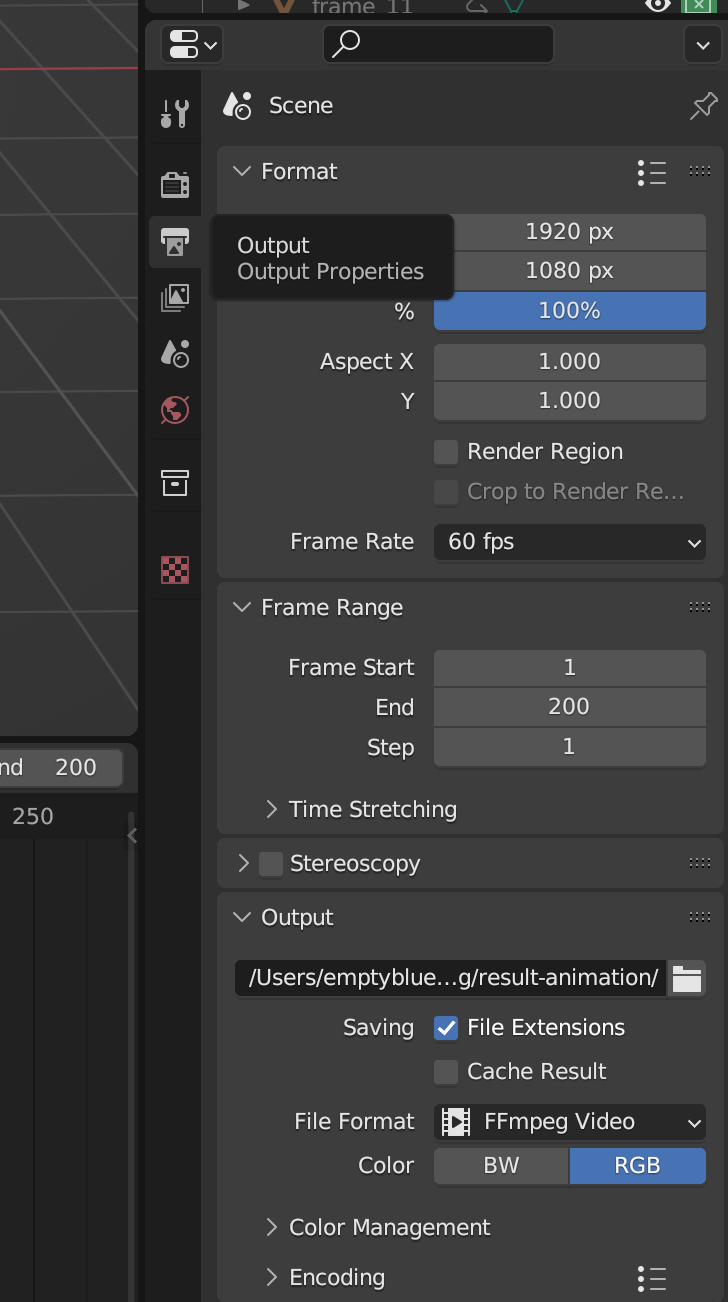 frame_11
Scene
Format
Output
Output Properties
1920 px
1080 px
% 100%
Aspect X 1.000
Y 1.000
Render Region
Crop to Render Re...
Frame Rate 60 fps
Frame Range
Frame Start 1
End 200
Step 1
nd 200
250
Time Stretching
Stereoscopy
Output
/Users/emptyblue...g/result-animation/
Saving File Extensions
Cache Result
File Format FFmpeg Video
Color BW RGB
Color Management
Encoding